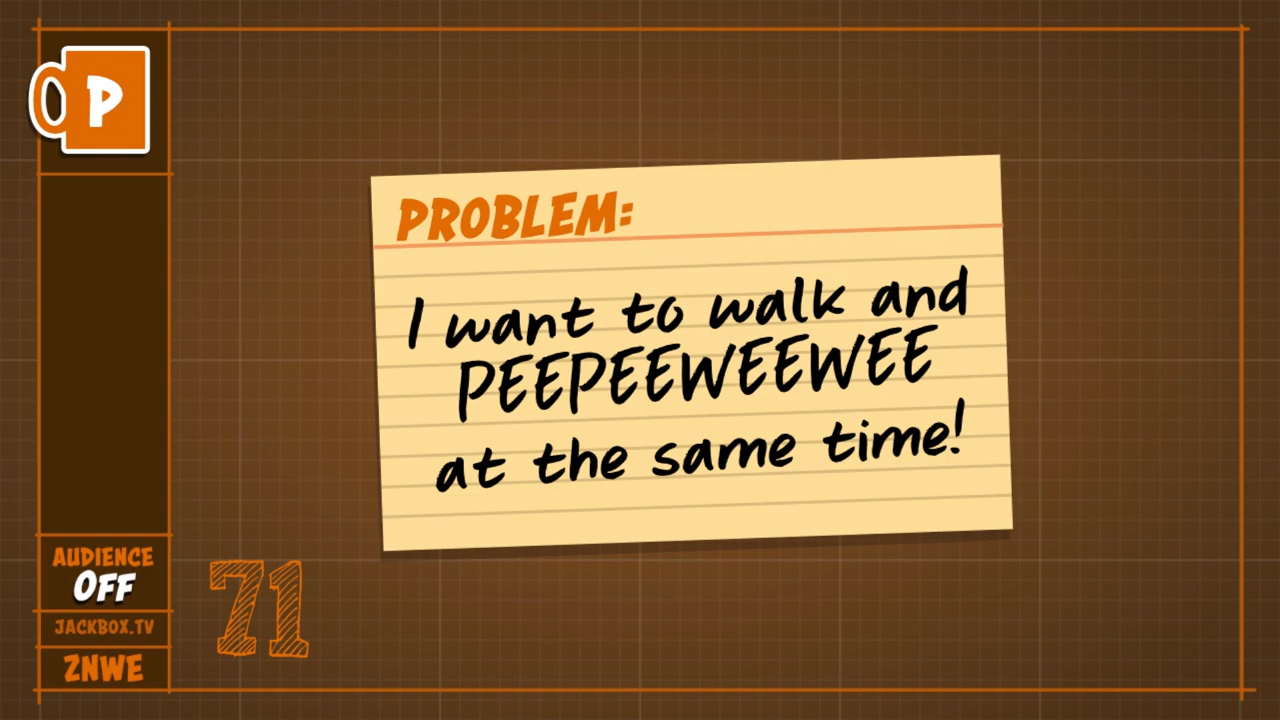 P
PROBLEM:
I want to walk and
PEEPEEWEEWEE
at the same time!
AUDIENCE
OFF
JACKBOX.TV
ZNWE
71